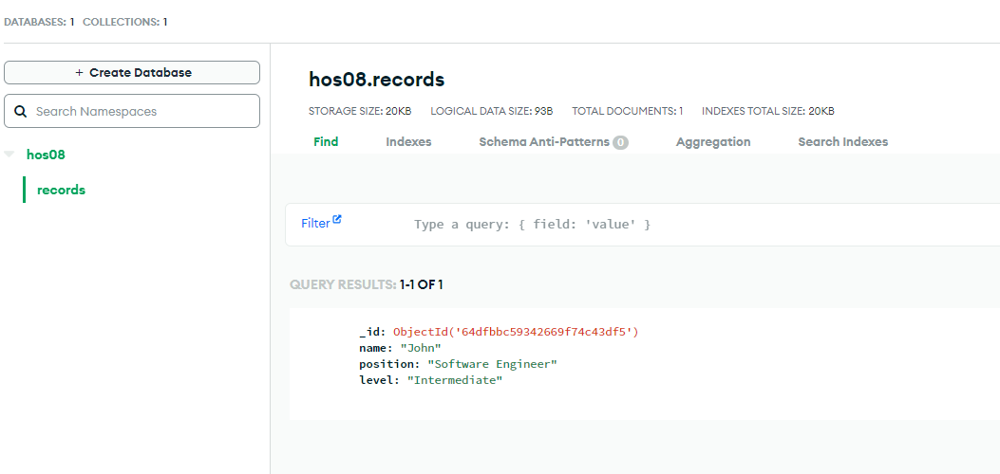 DATABASES: 1 COLLECTIONS: 1
+ Create Database
Search Namespaces
hos08
records
hos08.records
STORAGE SIZE: 20KB LOGICAL DATA SIZE: 93B TOTAL DOCUMENTS: 1 INDEXES TOTAL SIZE: 20KB
Find Indexes Schema Anti-Patterns 0 Aggregation Search Indexes
Filter Type a query: { field: 'value' }
QUERY RESULTS: 1-1 OF 1
_id: ObjectId('64dfbbc59342669f74c43df5')
name: "John"
position: "Software Engineer"
level: "Intermediate"